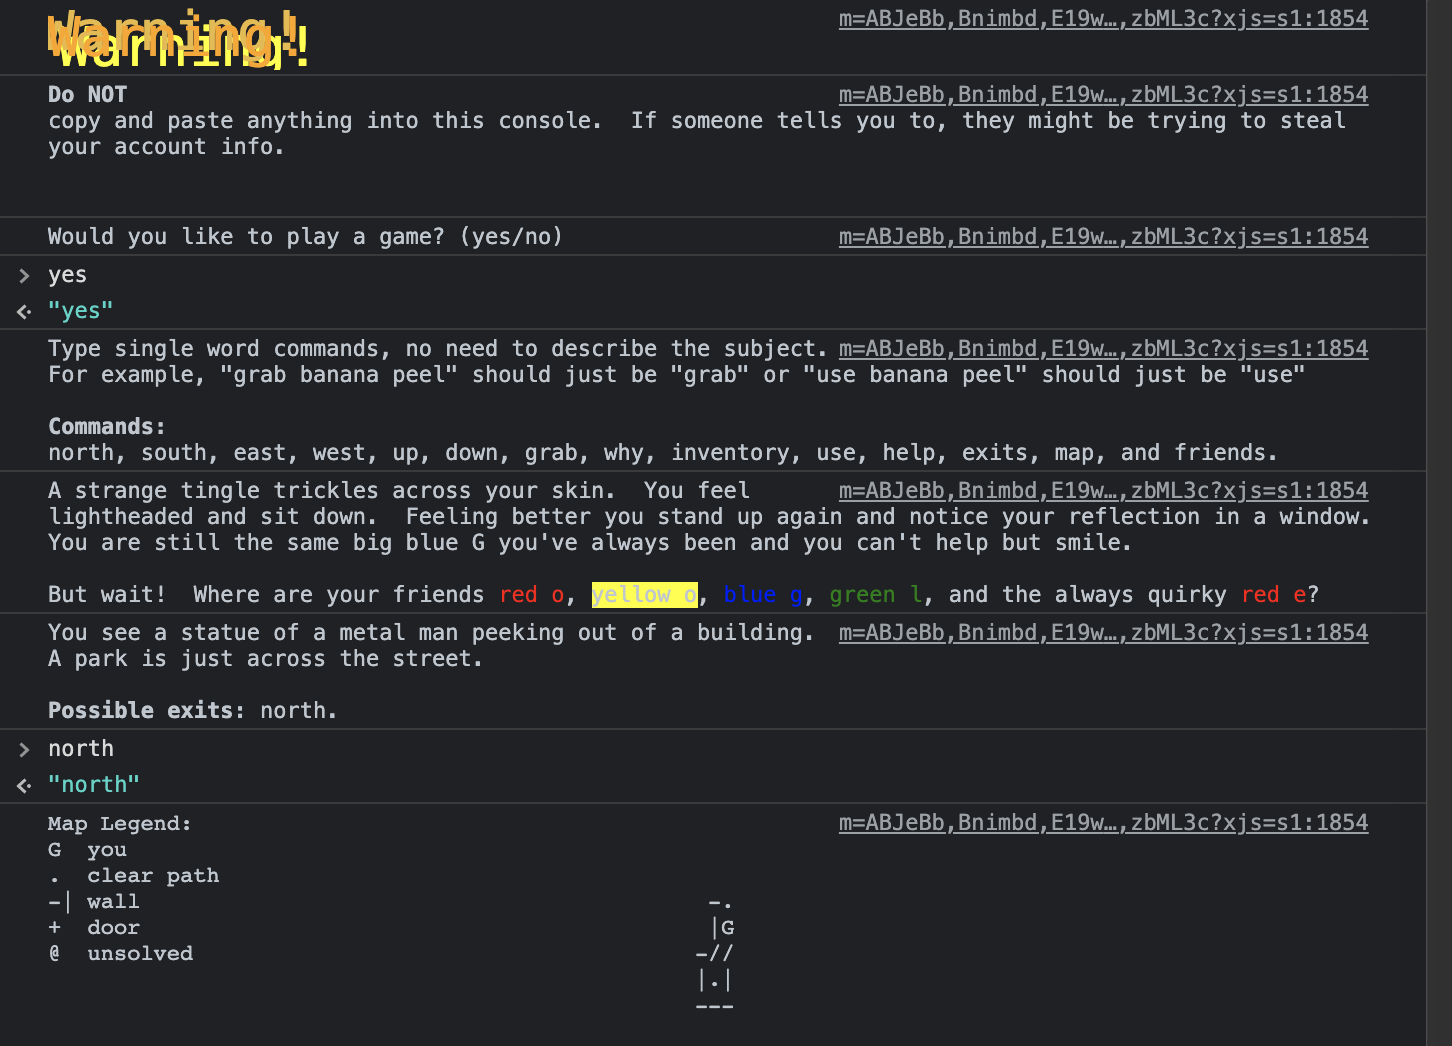 Warning! m=ABJeBb,Bnimbd,E19w…,zbML3c?xjs=s1:1854
Do NOT m=ABJeBb,Bnimbd,E19w…,zbML3c?xjs=s1:1854
copy and paste anything into this console.  If someone tells you to, they might be trying to steal
your account info.
Would you like to play a game? (yes/no) m=ABJeBb,Bnimbd,E19w…,zbML3c?xjs=s1:1854
> yes
"yes"
Type single word commands, no need to describe the subject. m=ABJeBb,Bnimbd,E19w…,zbML3c?xjs=s1:1854
For example, "grab banana peel" should just be "grab" or "use banana peel" should just be "use"
Commands:
north, south, east, west, up, down, grab, why, inventory, use, help, exits, map, and friends.
A strange tingle trickles across your skin.  You feel m=ABJeBb,Bnimbd,E19w…,zbML3c?xjs=s1:1854
lightheaded and sit down.  Feeling better you stand up again and notice your reflection in a window.
You are still the same big blue G you've always been and you can't help but smile.
But wait!  Where are your friends red o, yellow o, blue g, green l, and the always quirky red e?
You see a statue of a metal man peeking out of a building. m=ABJeBb,Bnimbd,E19w…,zbML3c?xjs=s1:1854
A park is just across the street.
Possible exits: north.
> north
"north"
Map Legend: m=ABJeBb,Bnimbd,E19w…,zbML3c?xjs=s1:1854
G  you
.  clear path
-| wall -.
+  door |G
@  unsolved -//
|.|
---